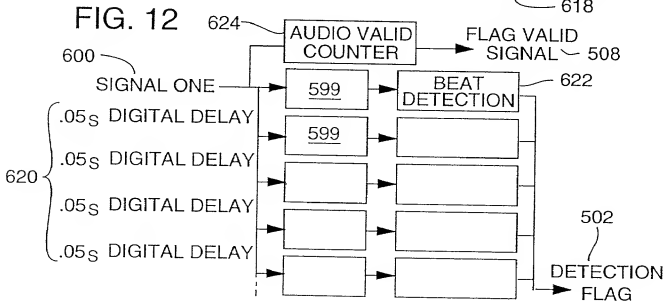 618
FIG. 12
624
AUDIO VALID
COUNTER
FLAG VALID
SIGNAL
508
600
SIGNAL ONE
599
BEAT
DETECTION
622
.05s DIGITAL DELAY
599
.05s DIGITAL DELAY
620
.05s DIGITAL DELAY
.05s DIGITAL DELAY
502
DETECTION
FLAG